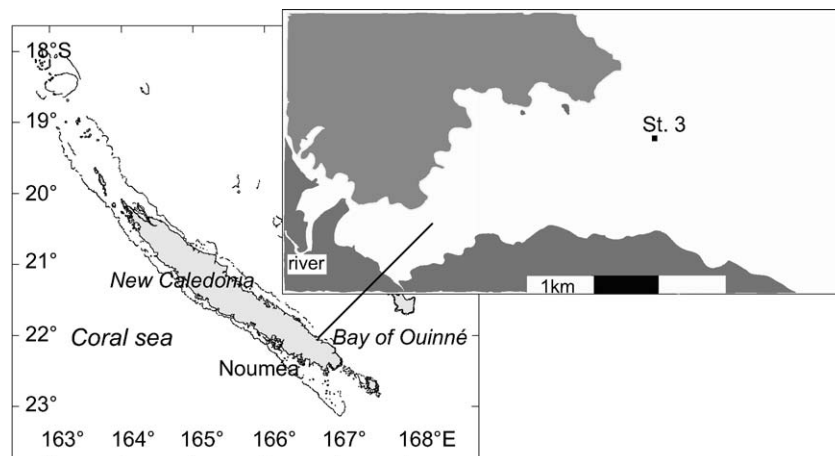 18°S
19°
20°
21°
22°
23°
163°
164°
165°
166°
167°
168°E
New Caledonia
Coral sea
Noumea
Bay of Ouinné
St. 3
river
1km